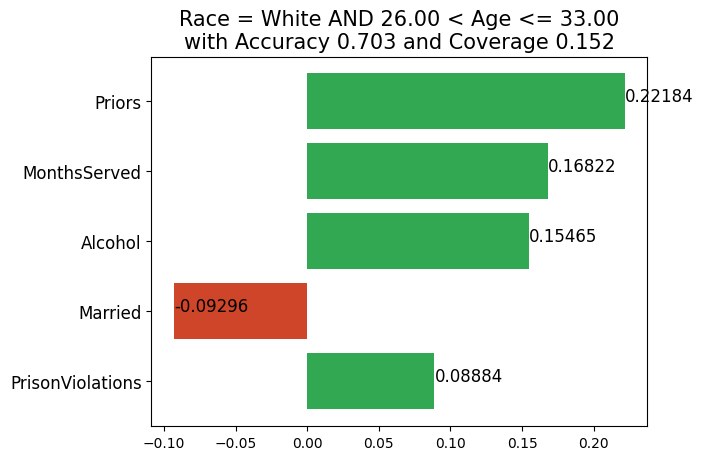 Race = White AND 26.00 < Age <= 33.00
with Accuracy 0.703 and Coverage 0.152
Priors
0.22184
MonthsServed
0.16822
Alcohol
0.15465
Married
-0.09296
PrisonViolations
0.08884
-0.10
-0.05
0.00
0.05
0.10
0.15
0.20